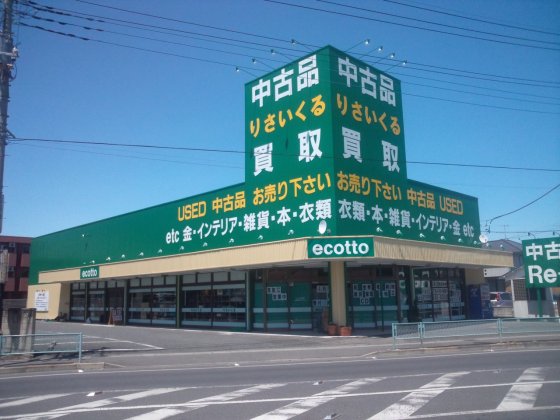 中古品
りさいくる
買取
中古品
りさいくる
買取
USED 中古品 お売り下さい
お売り下さい 中古品 USED
etc 金・インテリア・雑貨・本・衣類
衣類・本・雑貨・インテリア・金 etc
ecotto
ecotto
中古
Re